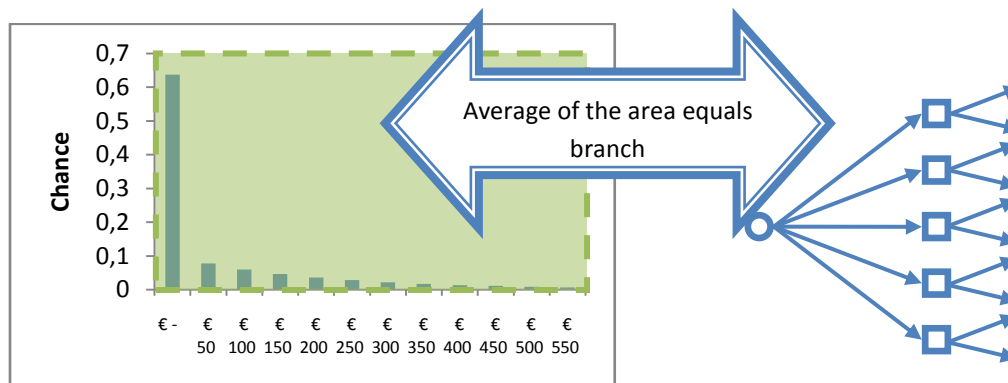 0,7
0,6
0,5
0,4
0,3
0,2
0,1
0
Chance
€ - € € € € € € € € € € €
50 100 150 200 250 300 350 400 450 500 550
Average of the area equals
branch